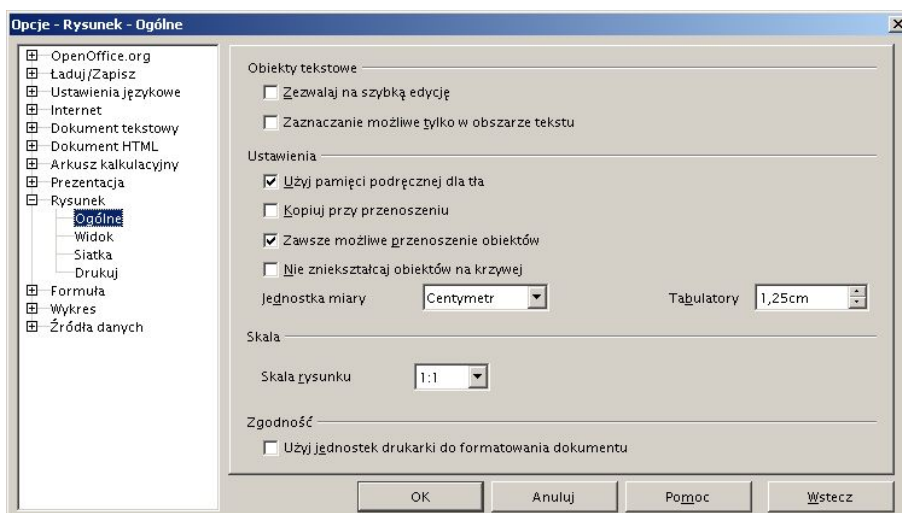 Opcje - Rysunek - Ogólne
OpenOffice.org
Ładuj/Zapisz
Ustawienia językowe
Internet
Dokument tekstowy
Dokument HTML
Arkusz kalkulacyjny
Prezentacja
Rysunek
Ogólne
Widok
Siatka
Drukuj
Formuła
Wykres
Źródła danych
Obiekty tekstowe
Zezwalaj na szybką edycję
Zaznaczanie możliwe tylko w obszarze tekstu
Ustawienia
Użyj pamięci podręcznej dla tła
Kopiuj przy przenoszeniu
Zawsze możliwe przenoszenie obiektów
Nie zniekształcaj obiektów na krzywej
Jednostka miary Centymetr Tabulatory 1,25cm
Skala
Skala rysunku 1:1
Zgodność
Użyj jednostek drukarki do formatowania dokumentu
OK Anuluj Pomoc Wstecz